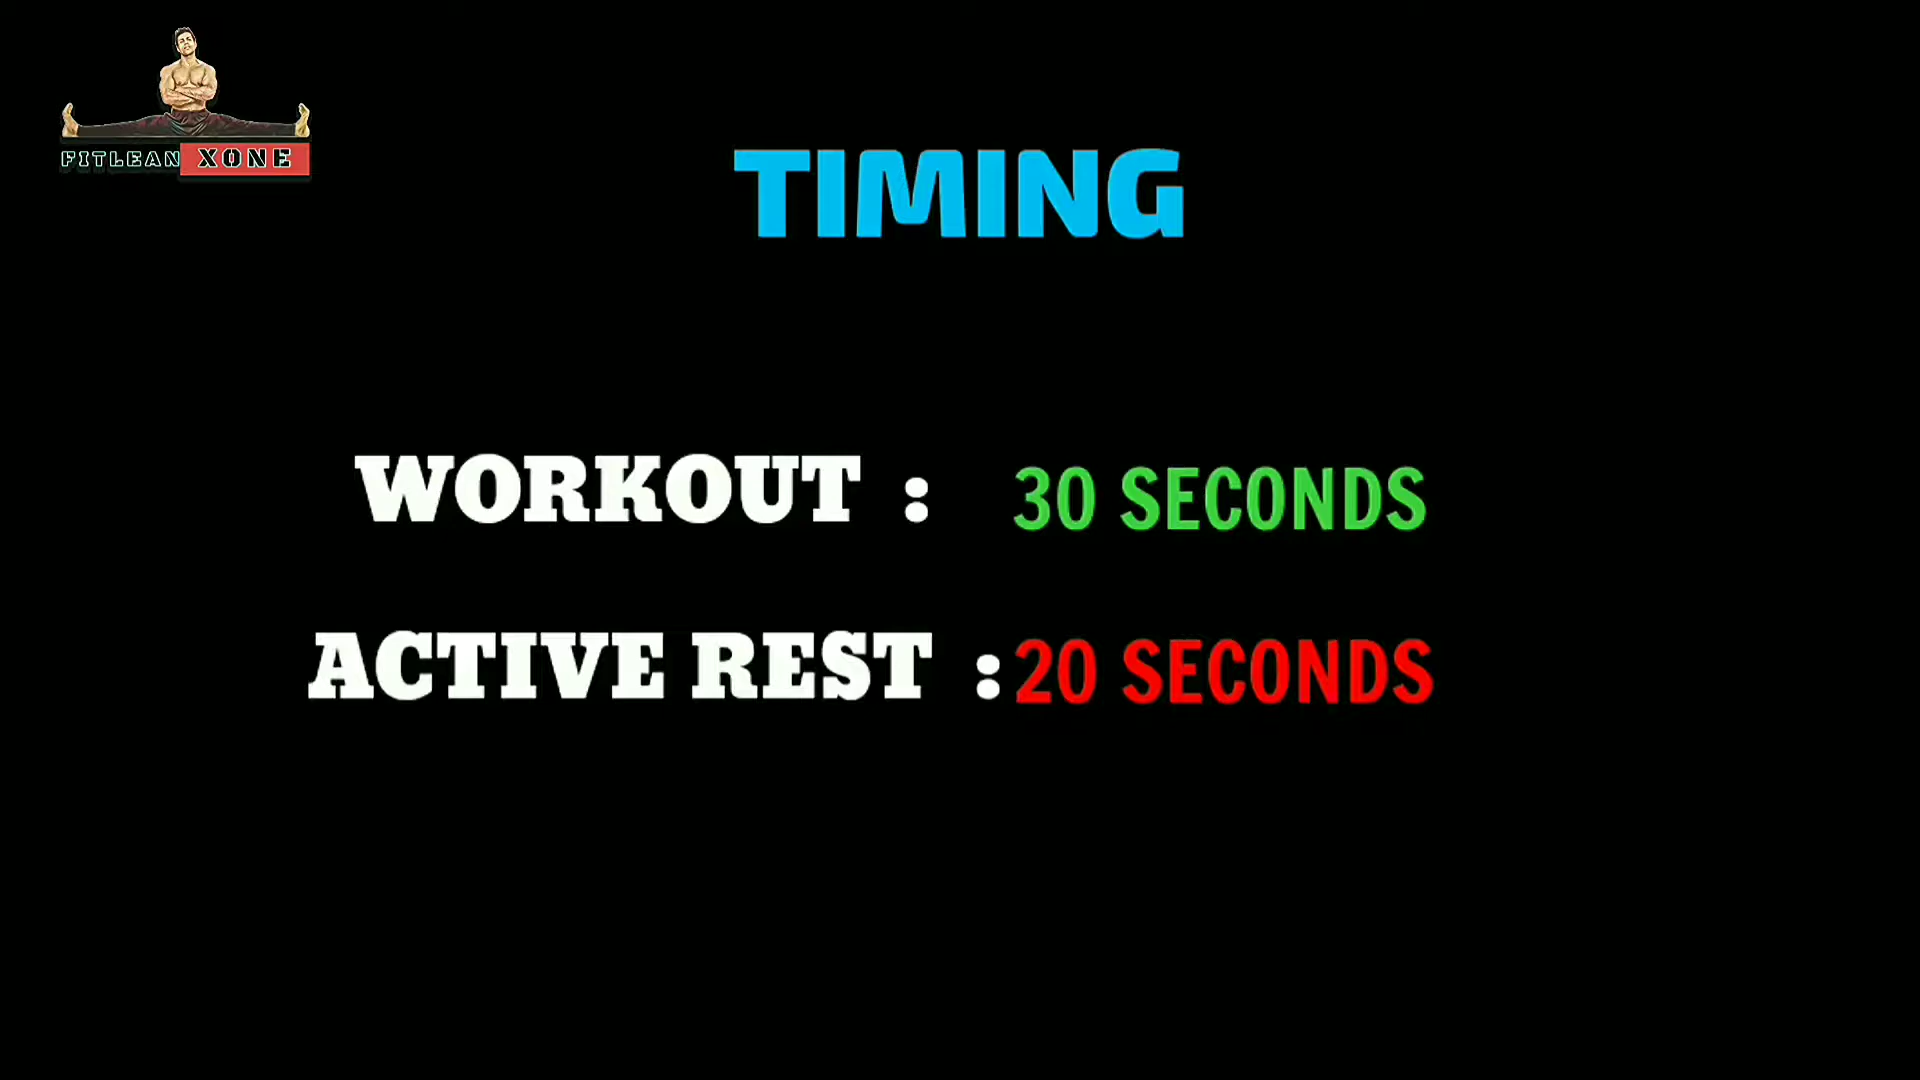 FITLEAN XONE
TIMING
WORKOUT : 30 SECONDS
ACTIVE REST : 20 SECONDS